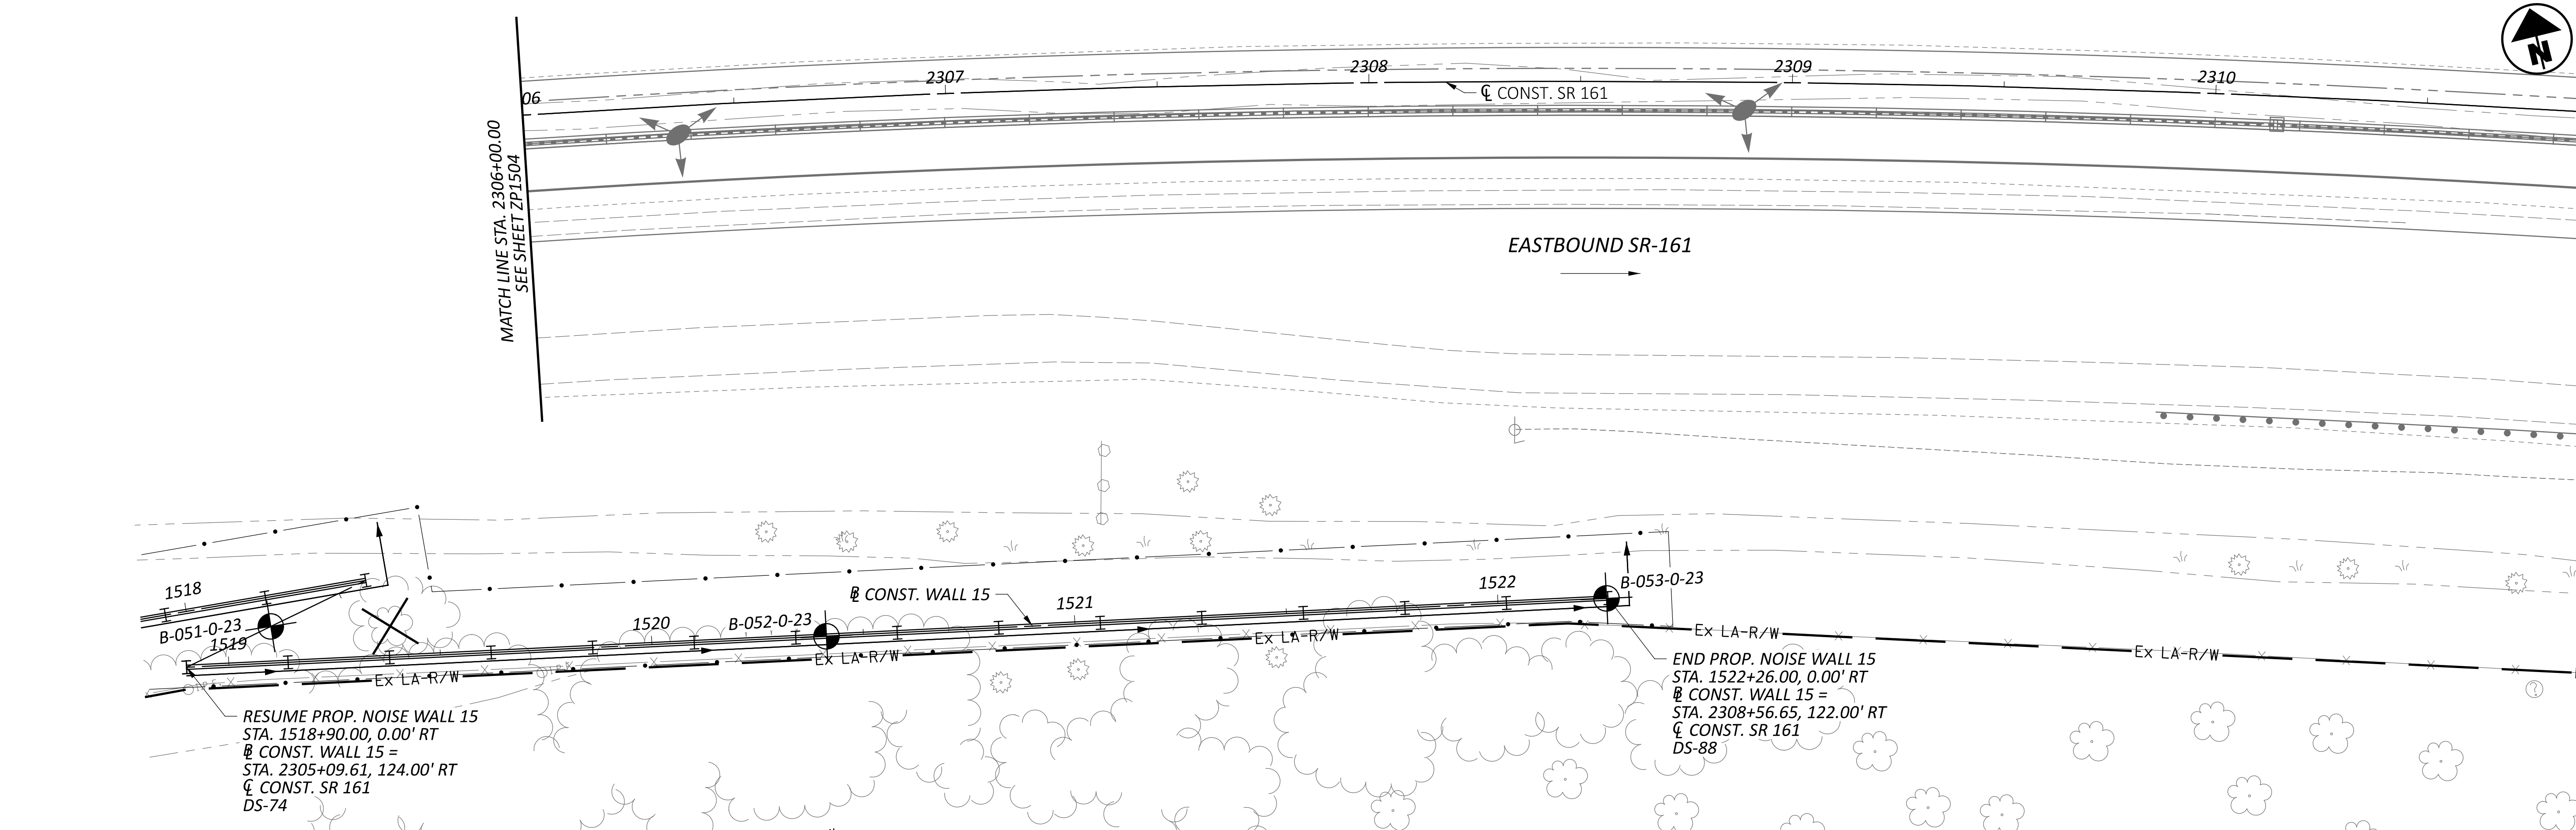 N
06
2307
2308
2309
2310
℄ CONST. SR 161
MATCH LINE STA. 2306+00.00
SEE SHEET ZP1504
EASTBOUND SR-161
1518
B-051-0-23
1519
1520
B-052-0-23
℄ CONST. WALL 15
1521
1522
B-053-0-23
Ex LA-R/W
Ex LA-R/W
Ex LA-R/W
Ex LA-R/W
Ex LA-R/W
RESUME PROP. NOISE WALL 15
STA. 1518+90.00, 0.00' RT
BL CONST. WALL 15 =
STA. 2305+09.61, 124.00' RT
℄ CONST. SR 161
DS-74
END PROP. NOISE WALL 15
STA. 1522+26.00, 0.00' RT
BL CONST. WALL 15 =
STA. 2308+56.65, 122.00' RT
℄ CONST. SR 161
DS-88
?